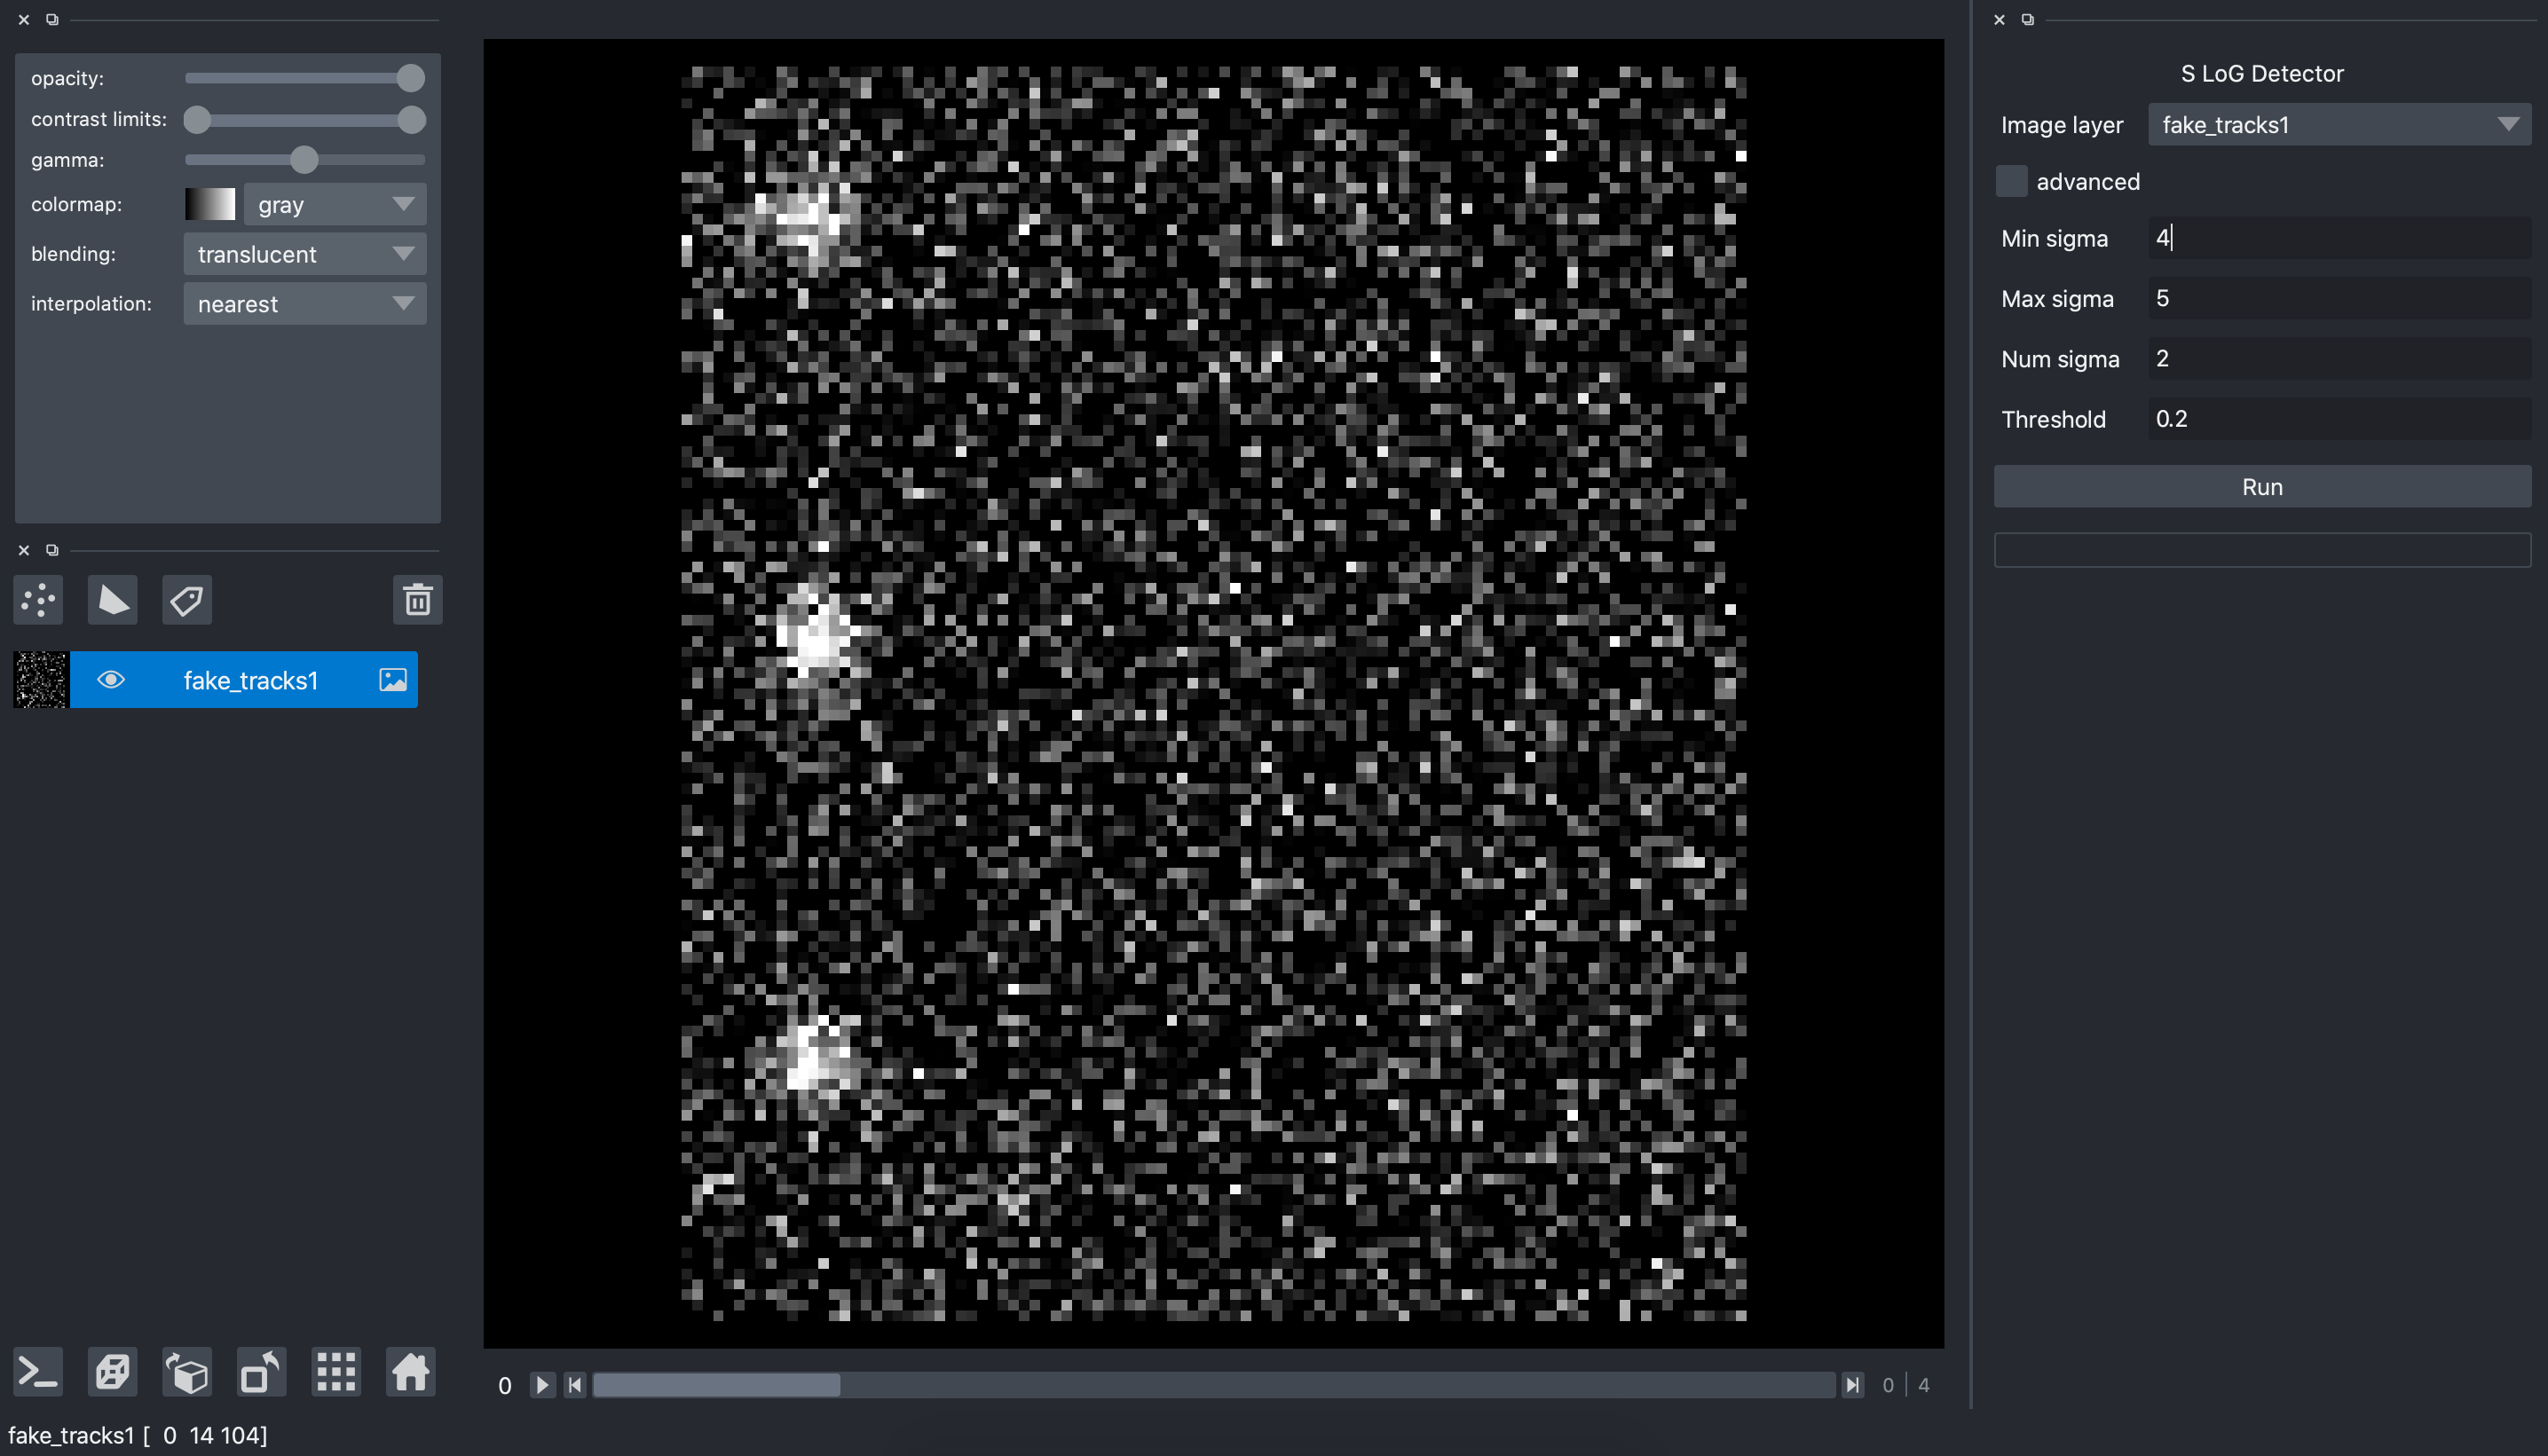 opacity:
contrast limits:
gamma:
colormap: gray
blending: translucent
interpolation: nearest
fake_tracks1
0 0 4
fake_tracks1 [ 0 14 104]
S LoG Detector
Image layer fake_tracks1
advanced
Min sigma 4
Max sigma 5
Num sigma 2
Threshold 0.2
Run